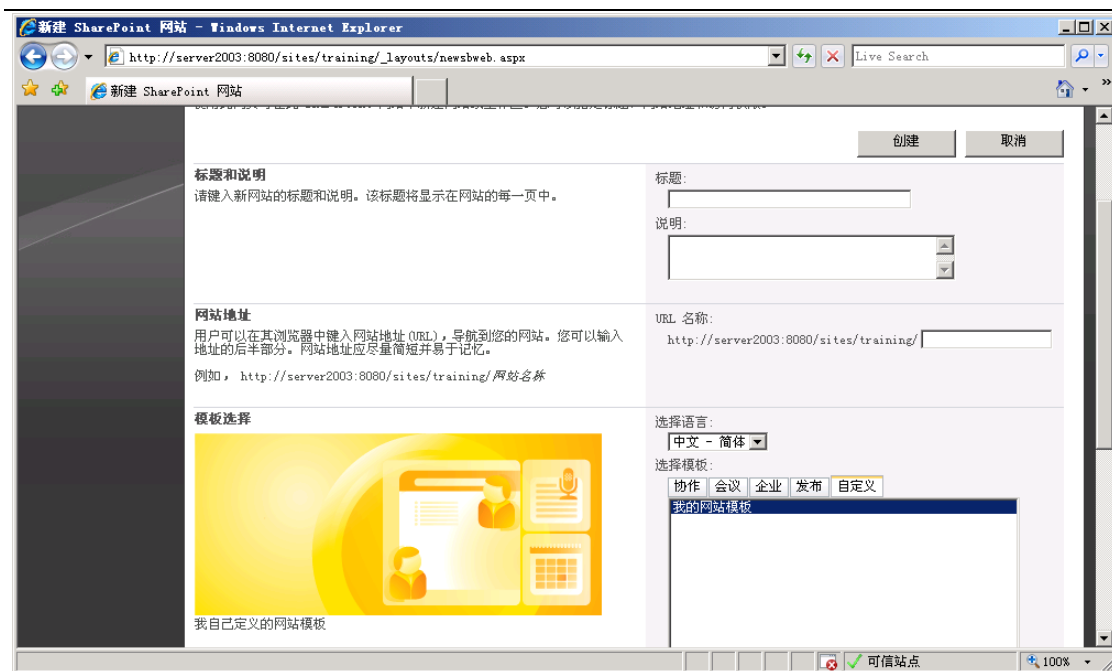 新建 SharePoint 网站 - Windows Internet Explorer
http://server2003:8080/sites/training/_layouts/newsbweb.aspx
Live Search
新建 SharePoint 网站
创建
取消
标题和说明
请键入新网站的标题和说明。该标题将显示在网站的每一页中。
标题:
说明:
网站地址
用户可以在其浏览器中键入网站地址(URL)，导航到您的网站。您可以输入
地址的后半部分。网站地址应尽量简短并易于记忆。
例如， http://server2003:8080/sites/training/网站名称
URL 名称:
http://server2003:8080/sites/training/
模板选择
我自己定义的网站模板
选择语言:
中文 - 简体
选择模板:
协作 会议 企业 发布 自定义
我的网站模板
可信站点
100%